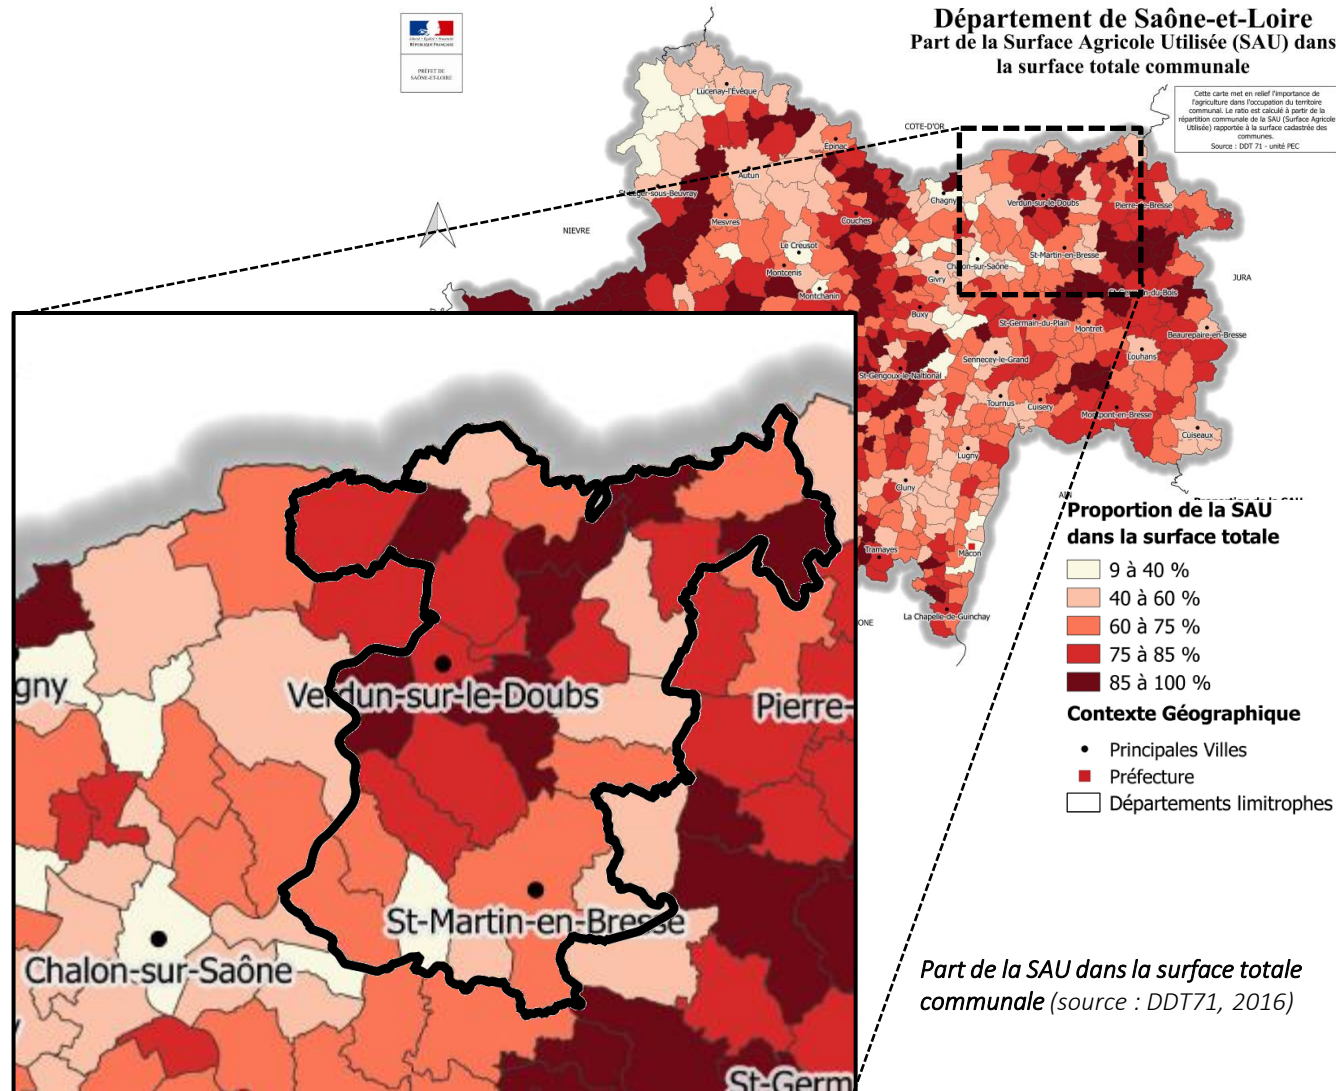 Département de Saône-et-Loire
Part de la Surface Agricole Utilisée (SAU) dans
la surface totale communale
RÉPUBLIQUE FRANÇAISE
PRÉFET DE
SAÔNE-ET-LOIRE
Cette carte met en relief l'importance de
l'agriculture dans l'occupation du territoire
communal. Le ratio est calculé à partir de la
répartition communale de la SAU (Surface Agricole
Utilisée) rapportée à la surface cadastrée des
communes.
Source : DDT 71 - unité PEC
COTE-D'OR
NIEVRE
JURA
AIN
ONE
Lucenay-l'Évêque
Epinac
Autun
St-Léger-sous-Beuvray
Mesvres
Couches
Chagny
Verdun-sur-le-Doubs
Pierre-de-Bresse
Le Creusot
Montcenis
Montchanin
Chalon-sur-Saône
St-Martin-en-Bresse
Givry
Buxy
St-Germain-du-Bois
St-Germain-du-Plain
Montret
Beaurepaire-en-Bresse
Sennecey-le-Grand
Louhans
St-Gengoux-le-National
Tournus
Cuisery
Montpont-en-Bresse
Cuiseaux
Lugny
Cluny
Tramayes
Mâcon
La Chapelle-de-Guinchay
gny
Verdun-sur-le-Doubs
Pierre-
St-Martin-en-Bresse
Chalon-sur-Saône
St-Germ
Proportion de la SAU
dans la surface totale
9 à 40 %
40 à 60 %
60 à 75 %
75 à 85 %
85 à 100 %
Contexte Géographique
Principales Villes
Préfecture
Départements limitrophes
Part de la SAU dans la surface totale
communale (source : DDT71, 2016)